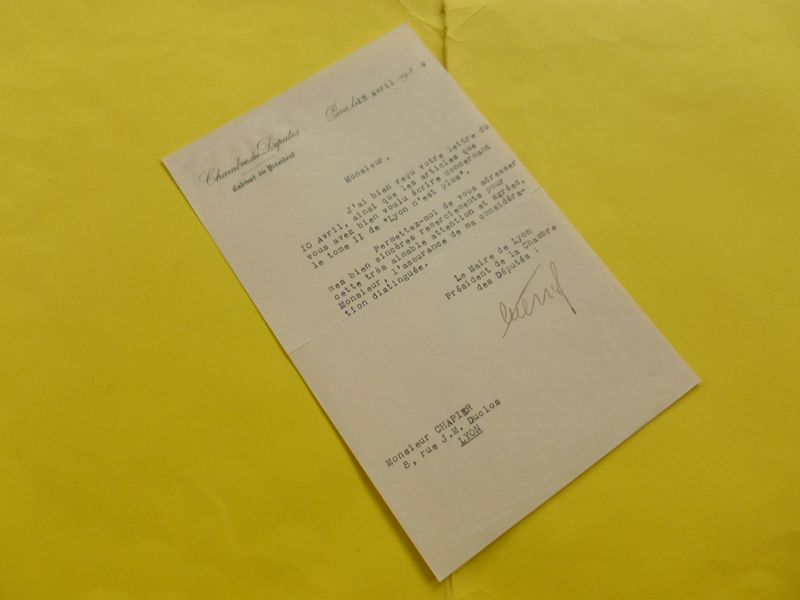 Chambre des Députés
Cabinet du Président
Paris, le 13 AVRIL 193 9
Monsieur,
J'ai bien reçu votre lettre du
10 Avril, ainsi que les articles que
vous avez bien voulu écrire concernant
le tome II de "Lyon n'est plus".
Permettez-moi de vous adresser
mes bien sincères remerciements pour
cette très aimable attention et agréez,
Monsieur, l'assurance de ma considéra-
tion distinguée.
Le Maire de Lyon
Président de la Chambre
des Députés :
Monsieur CHAPIER
8, rue J.M. Duclos
LYON